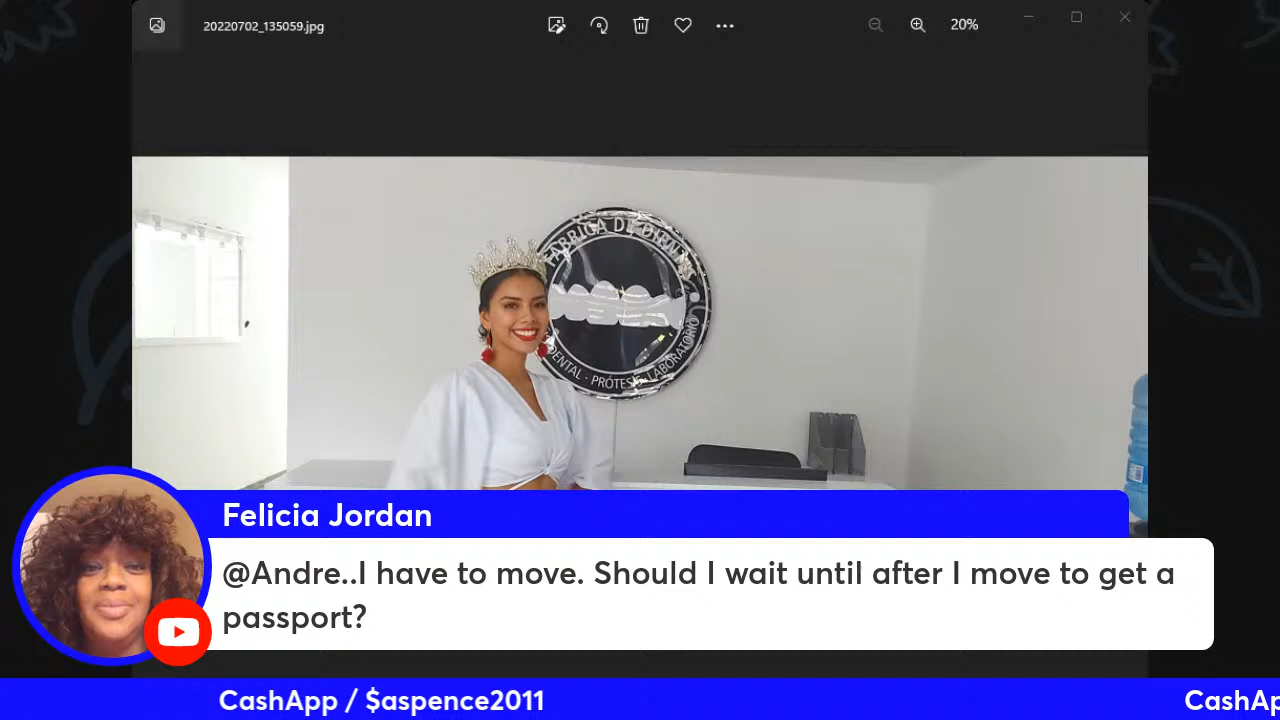 20220702_135059.jpg
20%
FÁBRICA DE
DENTAL · PRÓTESIS · LABORATORIO
Felicia Jordan
@Andre..I have to move. Should I wait until after I move to get a
passport?
CashApp / $aspence2011
CashAp